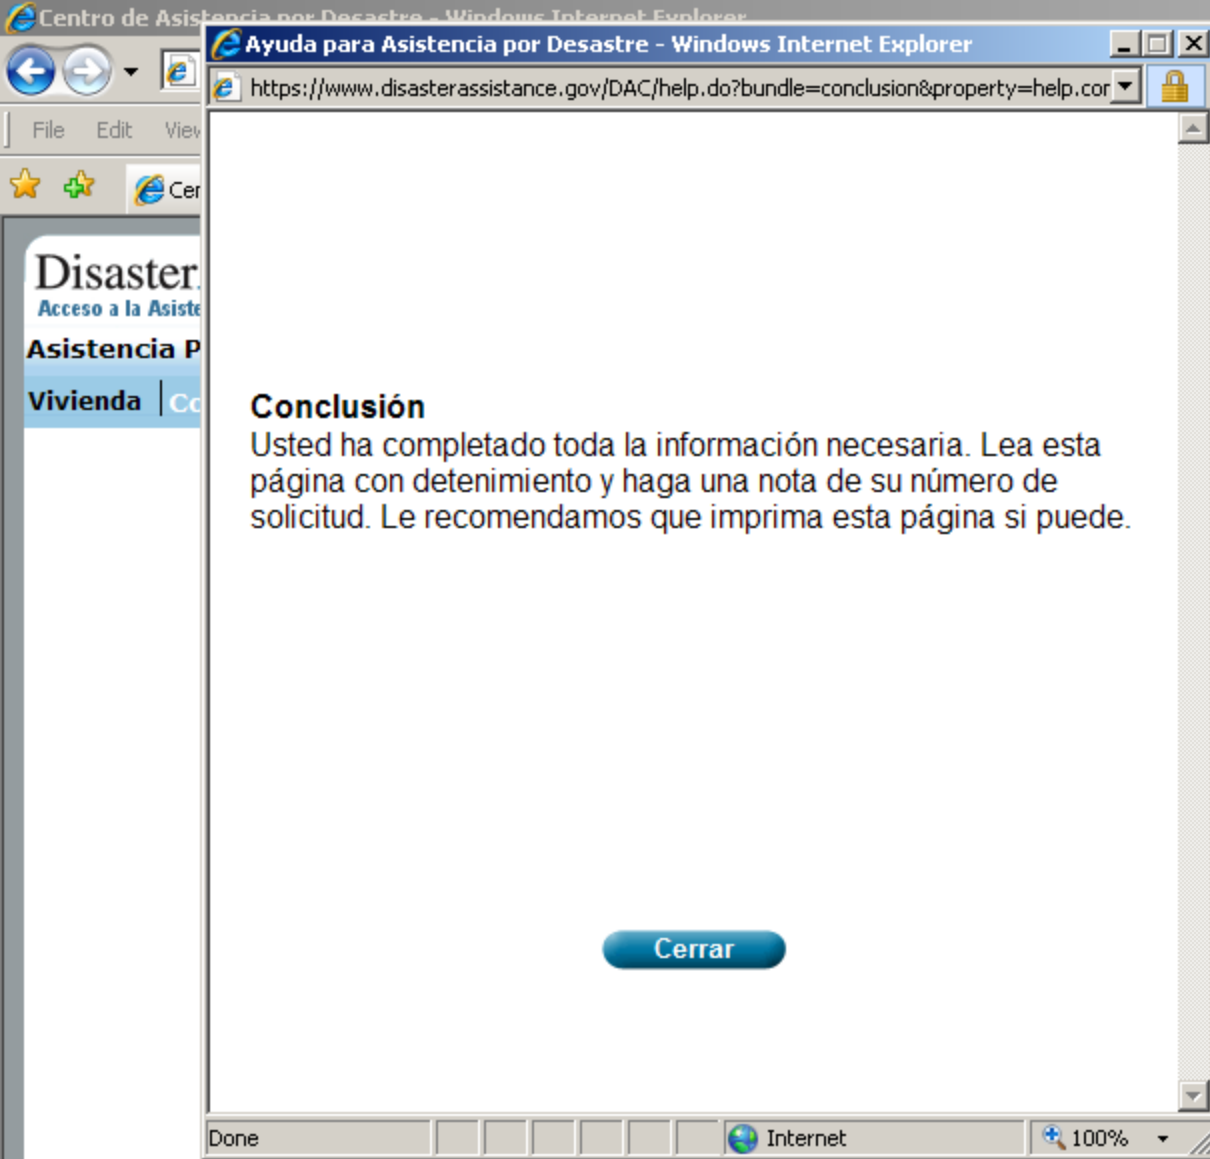 Centro de Asistencia por Desastre - Windows Internet Explorer
Ayuda para Asistencia por Desastre - Windows Internet Explorer
https://www.disasterassistance.gov/DAC/help.do?bundle=conclusion&property=help.cor
File Edit View
Cer
Disaster
Acceso a la Asiste
Asistencia P
Vivienda Co
Conclusión
Usted ha completado toda la información necesaria. Lea esta
página con detenimiento y haga una nota de su número de
solicitud. Le recomendamos que imprima esta página si puede.
Cerrar
Done
Internet
100%